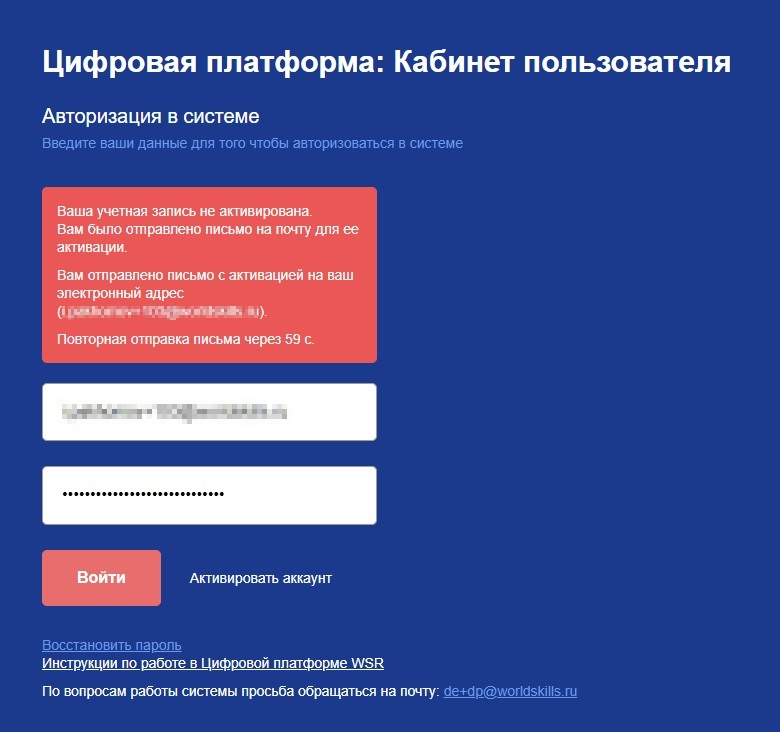 Цифровая платформа: Кабинет пользователя
Авторизация в системе
Введите ваши данные для того чтобы авторизоваться в системе
Ваша учетная запись не активирована.
Вам было отправлено письмо на почту для ее
активации.
Вам отправлено письмо с активацией на ваш
электронный адрес
( ).
Повторная отправка письма через 59 с.
Войти
Активировать аккаунт
Восстановить пароль
Инструкции по работе в Цифровой платформе WSR
По вопросам работы системы просьба обращаться на почту: de+dp@worldskills.ru